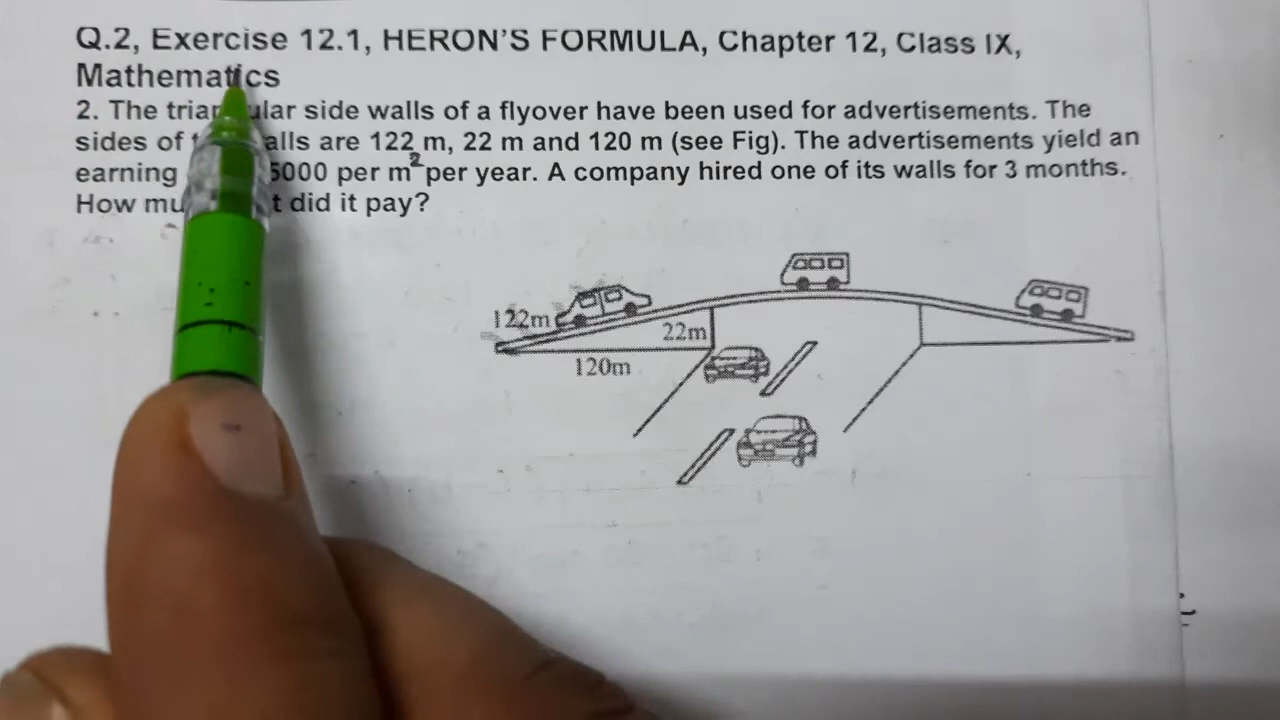 Q.2, Exercise 12.1, HERON'S FORMULA, Chapter 12, Class IX,
Mathematics
2. The triangular side walls of a flyover have been used for advertisements. The
sides of alls are 122 m, 22 m and 120 m (see Fig). The advertisements yield an
earning 5000 per m² per year. A company hired one of its walls for 3 months.
How mu t did it pay?
122m
22m
120m